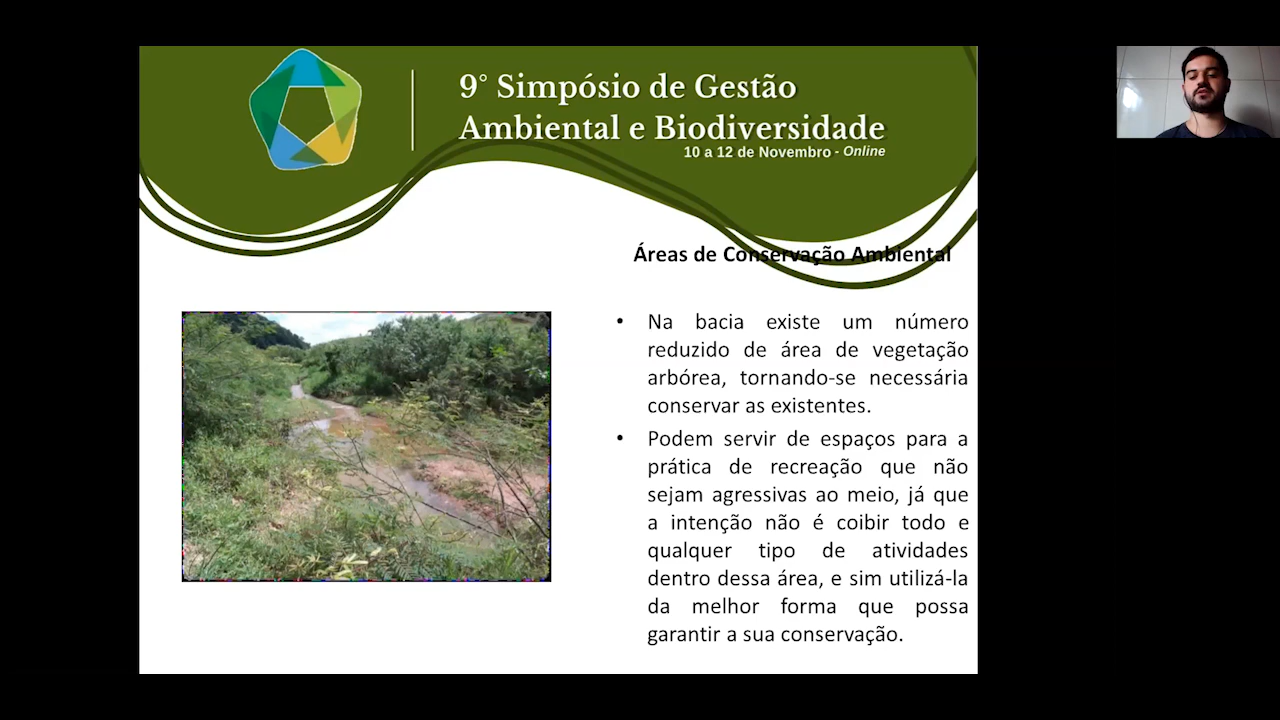 9° Simpósio de Gestão
Ambiental e Biodiversidade
10 a 12 de Novembro - Online
Áreas de Conservação Ambiental
• Na bacia existe um número
reduzido de área de vegetação
arbórea, tornando-se necessária
conservar as existentes.
• Podem servir de espaços para a
prática de recreação que não
sejam agressivas ao meio, já que
a intenção não é coibir todo e
qualquer tipo de atividades
dentro dessa área, e sim utilizá-la
da melhor forma que possa
garantir a sua conservação.